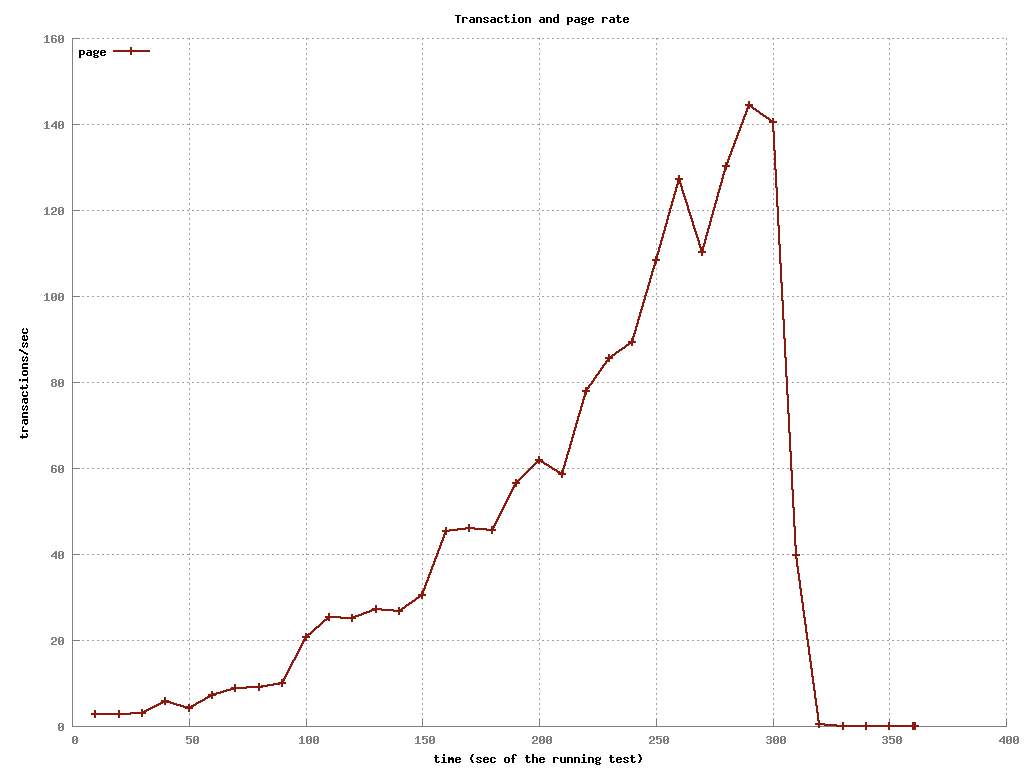 Transaction and page rate
160
page
140
120
100
80
60
40
20
0
transactions/sec
0 50 100 150 200 250 300 350 400
time (sec of the running test)